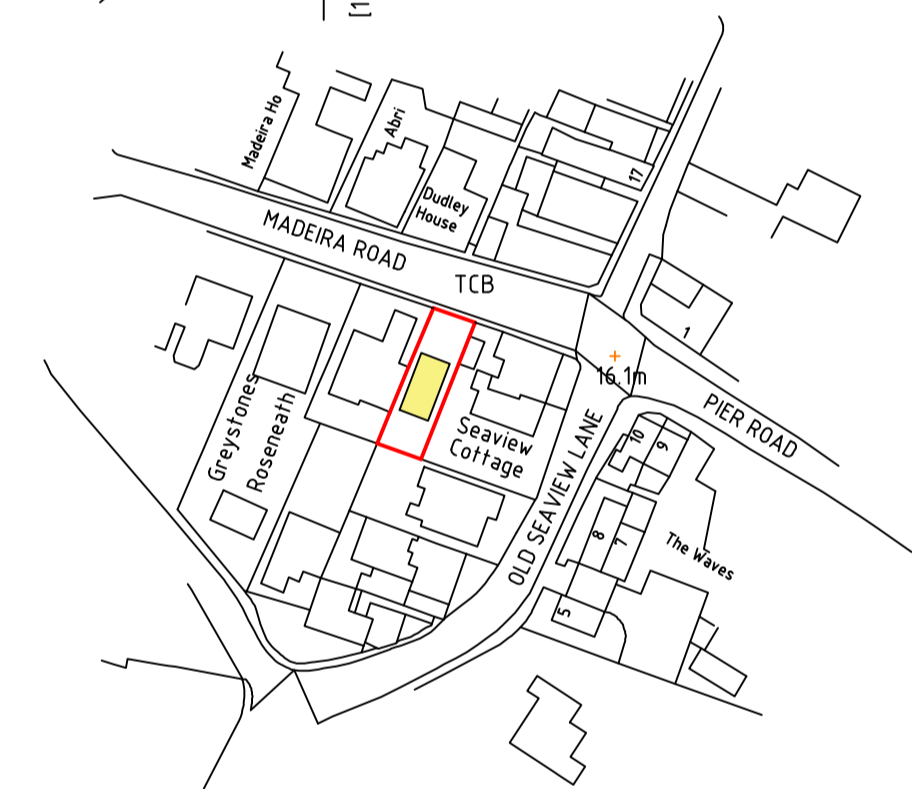 [1
Madeira Ho
Abri
17
Dudley
House
MADEIRA ROAD
TCB
1
16.1m
PIER ROAD
Greystones
Roseneath
Seaview
Cottage
OLD SEAVIEW LANE
10
9
8
7
The Waves
5